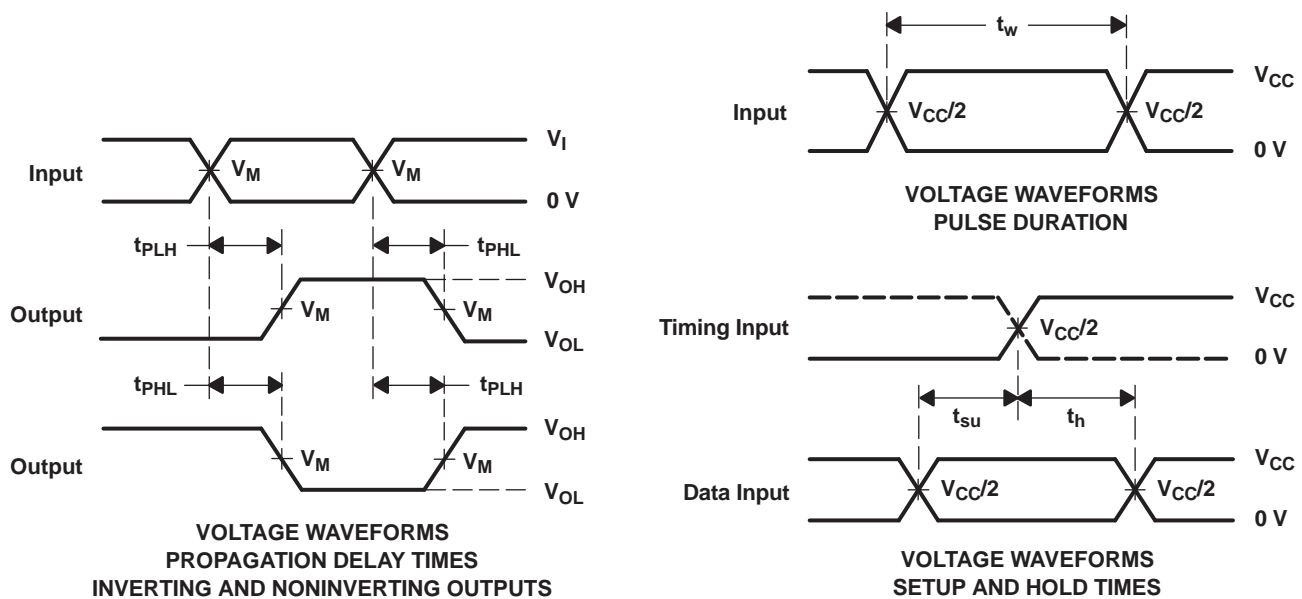 Input
V_I
V_M
V_M
0 V
t_PLH
t_PHL
Output
V_OH
V_M
V_M
V_OL
t_PHL
t_PLH
Output
V_OH
V_M
V_M
V_OL
VOLTAGE WAVEFORMS
PROPAGATION DELAY TIMES
INVERTING AND NONINVERTING OUTPUTS
t_w
Input
V_CC
V_CC/2
V_CC/2
0 V
VOLTAGE WAVEFORMS
PULSE DURATION
Timing Input
V_CC
V_CC/2
0 V
t_su
t_h
Data Input
V_CC
V_CC/2
V_CC/2
0 V
VOLTAGE WAVEFORMS
SETUP AND HOLD TIMES